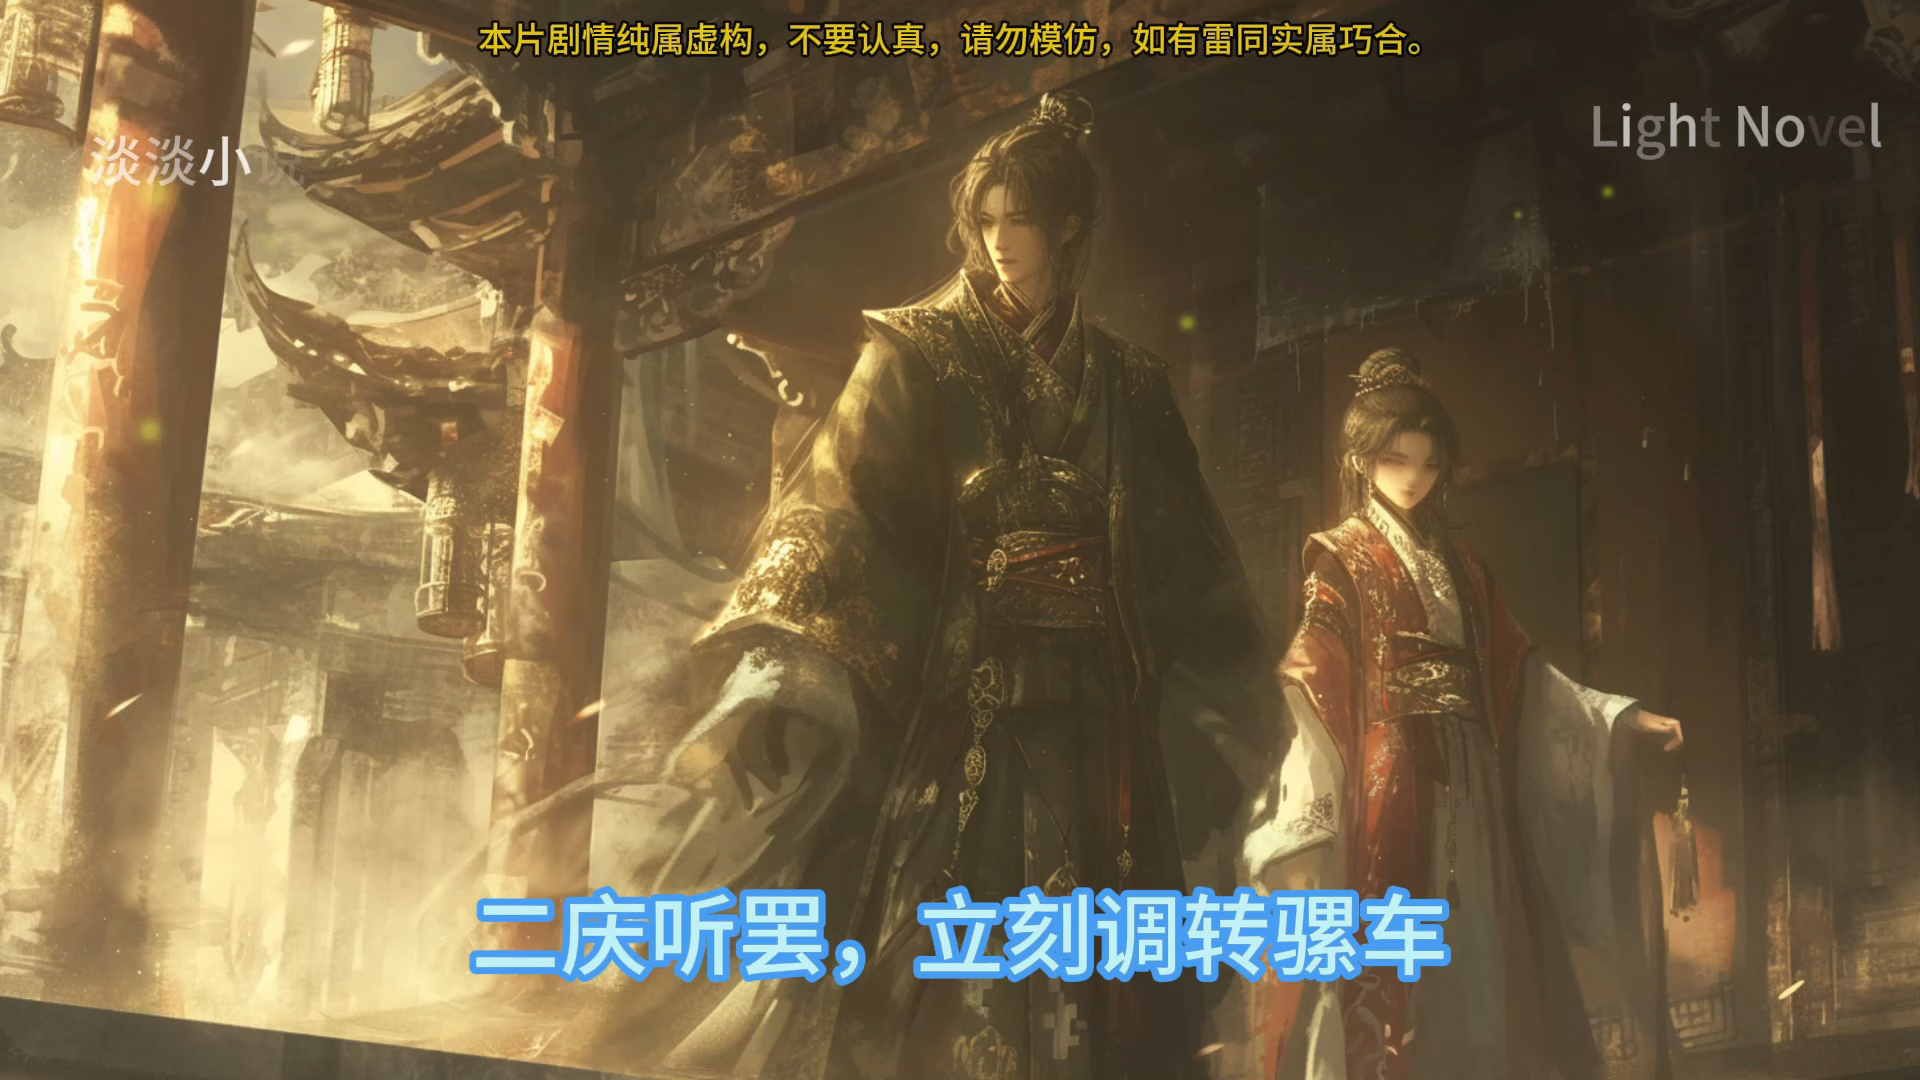 本片剧情纯属虚构，不要认真，请勿模仿，如有雷同实属巧合。
Light Novel
淡淡小说
二庆听罢，立刻调转骡车